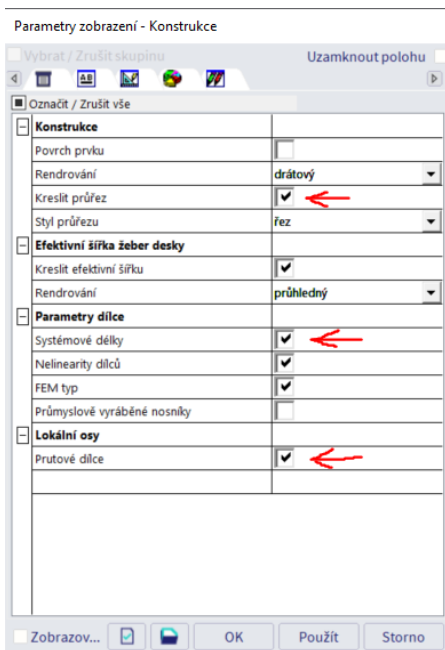 Parametry zobrazení - Konstrukce
Vybrat / Zrušit skupinu Uzamknout polohu
AB
Označit / Zrušit vše
Konstrukce
Povrch prvku
Rendrování drátový
Kreslit průřez
Styl průřezu řez
Efektivní šířka žeber desky
Kreslit efektivní šířku
Rendrování průhledný
Parametry dílce
Systémové délky
Nelinearity dílců
FEM typ
Průmyslově vyráběné nosníky
Lokální osy
Prutové dílce
Zobrazov... OK Použít Storno